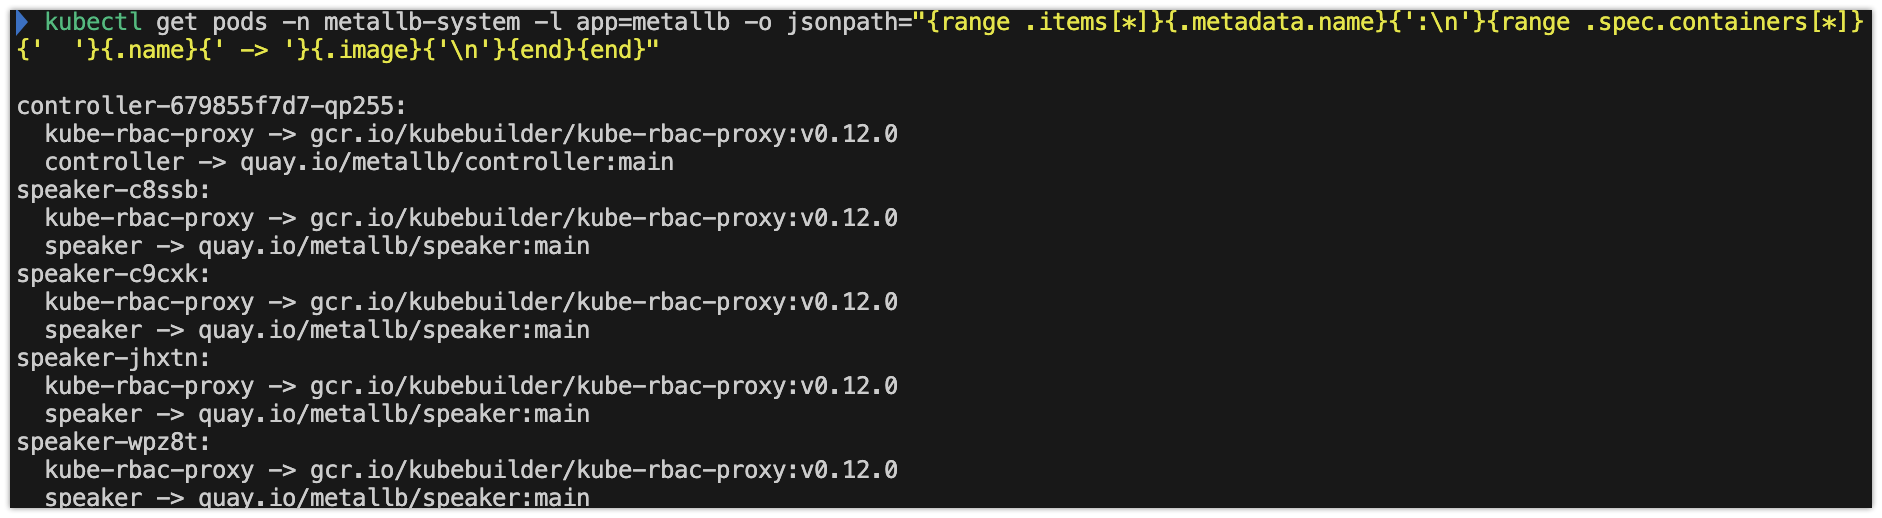 kubectl get pods -n metallb-system -l app=metallb -o jsonpath="{range .items[*]}{.metadata.name}{':\n'}{range .spec.containers[*]}
{'  '}{.name}{' -> '}{.image}{'\n'}{end}{end}"
controller-679855f7d7-qp255:
  kube-rbac-proxy -> gcr.io/kubebuilder/kube-rbac-proxy:v0.12.0
  controller -> quay.io/metallb/controller:main
speaker-c8ssb:
  kube-rbac-proxy -> gcr.io/kubebuilder/kube-rbac-proxy:v0.12.0
  speaker -> quay.io/metallb/speaker:main
speaker-c9cxk:
  kube-rbac-proxy -> gcr.io/kubebuilder/kube-rbac-proxy:v0.12.0
  speaker -> quay.io/metallb/speaker:main
speaker-jhxtn:
  kube-rbac-proxy -> gcr.io/kubebuilder/kube-rbac-proxy:v0.12.0
  speaker -> quay.io/metallb/speaker:main
speaker-wpz8t:
  kube-rbac-proxy -> gcr.io/kubebuilder/kube-rbac-proxy:v0.12.0
  speaker -> quay.io/metallb/speaker:main